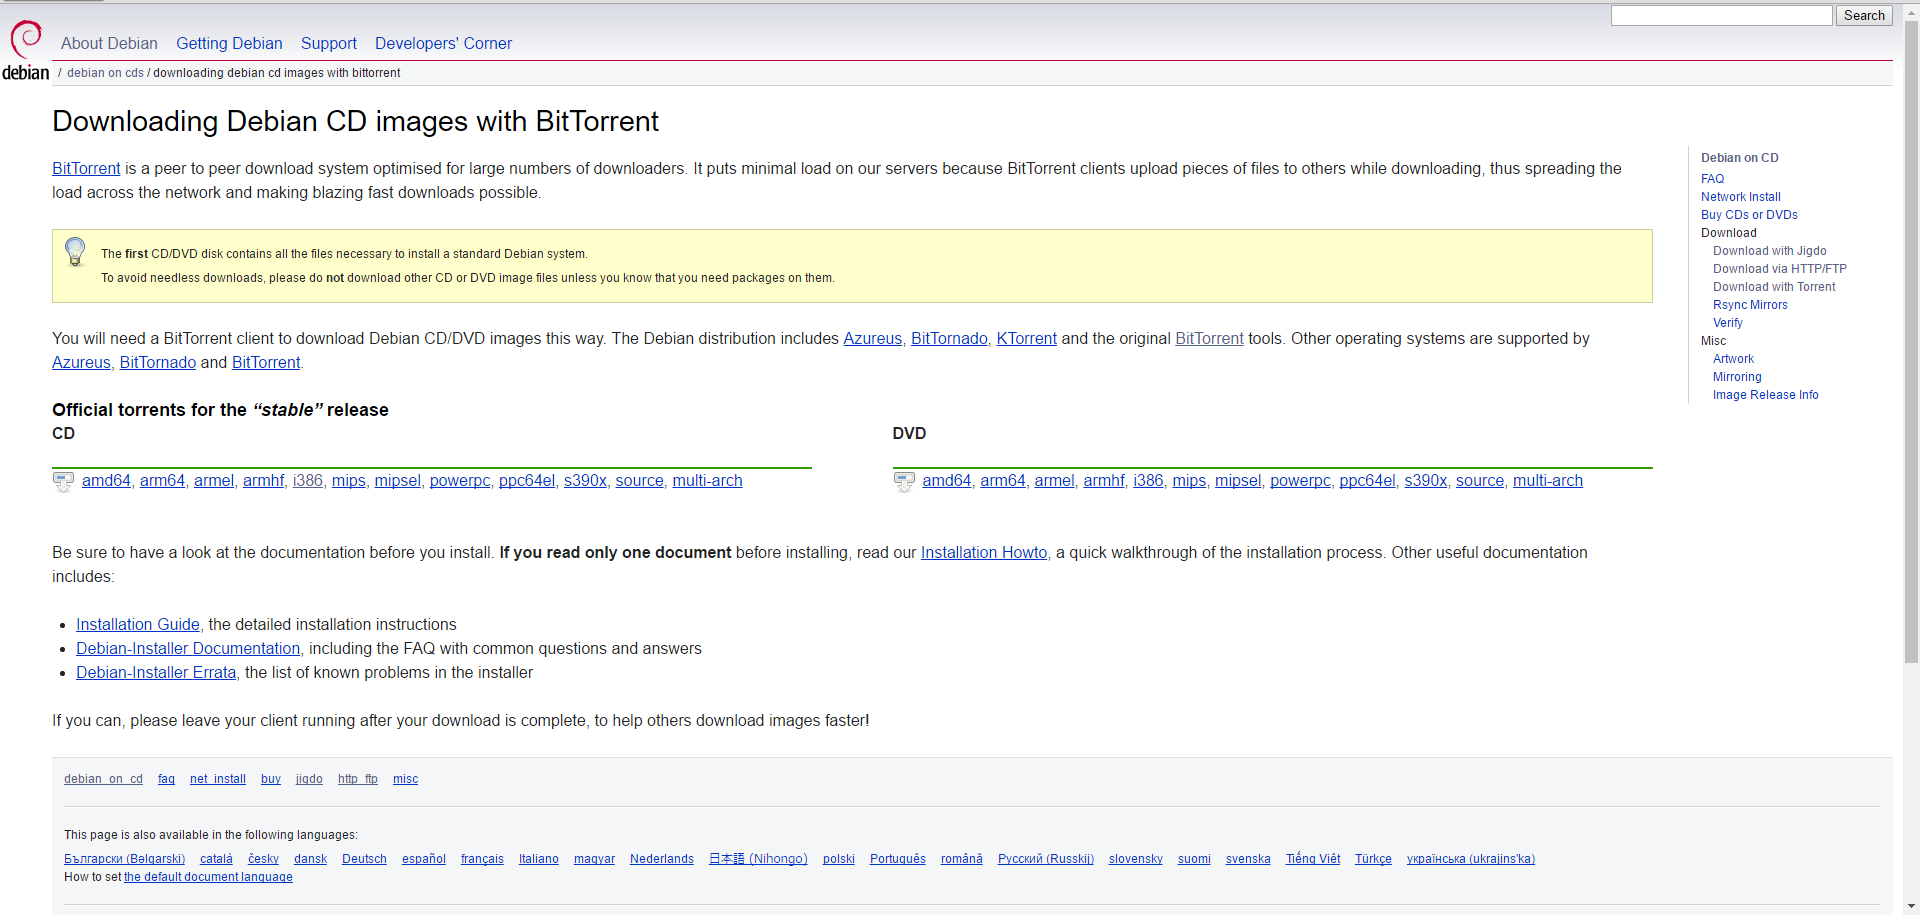 Search
About Debian Getting Debian Support Developers' Corner
debian
/ debian on cds / downloading debian cd images with bittorrent
Downloading Debian CD images with BitTorrent
BitTorrent is a peer to peer download system optimised for large numbers of downloaders. It puts minimal load on our servers because BitTorrent clients upload pieces of files to others while downloading, thus spreading the
load across the network and making blazing fast downloads possible.
The first CD/DVD disk contains all the files necessary to install a standard Debian system.
To avoid needless downloads, please do not download other CD or DVD image files unless you know that you need packages on them.
You will need a BitTorrent client to download Debian CD/DVD images this way. The Debian distribution includes Azureus, BitTornado, KTorrent and the original BitTorrent tools. Other operating systems are supported by
Azureus, BitTornado and BitTorrent.
Official torrents for the “stable” release
CD
amd64, arm64, armel, armhf, i386, mips, mipsel, powerpc, ppc64el, s390x, source, multi-arch
DVD
amd64, arm64, armel, armhf, i386, mips, mipsel, powerpc, ppc64el, s390x, source, multi-arch
Be sure to have a look at the documentation before you install. If you read only one document before installing, read our Installation Howto, a quick walkthrough of the installation process. Other useful documentation
includes:
• Installation Guide, the detailed installation instructions
• Debian-Installer Documentation, including the FAQ with common questions and answers
• Debian-Installer Errata, the list of known problems in the installer
If you can, please leave your client running after your download is complete, to help others download images faster!
Debian on CD
FAQ
Network Install
Buy CDs or DVDs
Download
Download with Jigdo
Download via HTTP/FTP
Download with Torrent
Rsync Mirrors
Verify
Misc
Artwork
Mirroring
Image Release Info
debian_on_cd faq net_install buy jigdo http_ftp misc
This page is also available in the following languages:
Български (Bəlgarski) català česky dansk Deutsch español français Italiano magyar Nederlands 日本語 (Nihongo) polski Português română Русский (Russkij) slovensky suomi svenska Tiếng Việt Türkçe українська (ukrajins'ka)
How to set the default document language